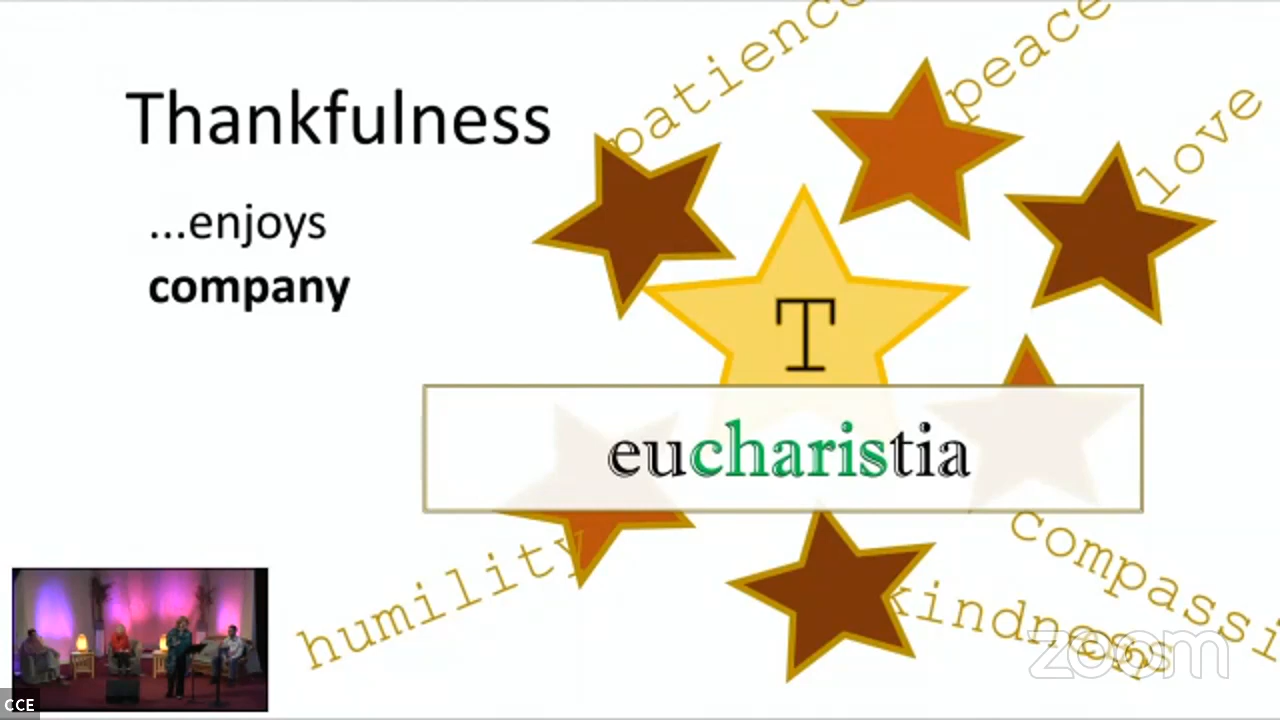 Thankfulness
...enjoys
company
patience
peace
love
T
eucharistia
humility
kindness
compassi
zoom
CCE